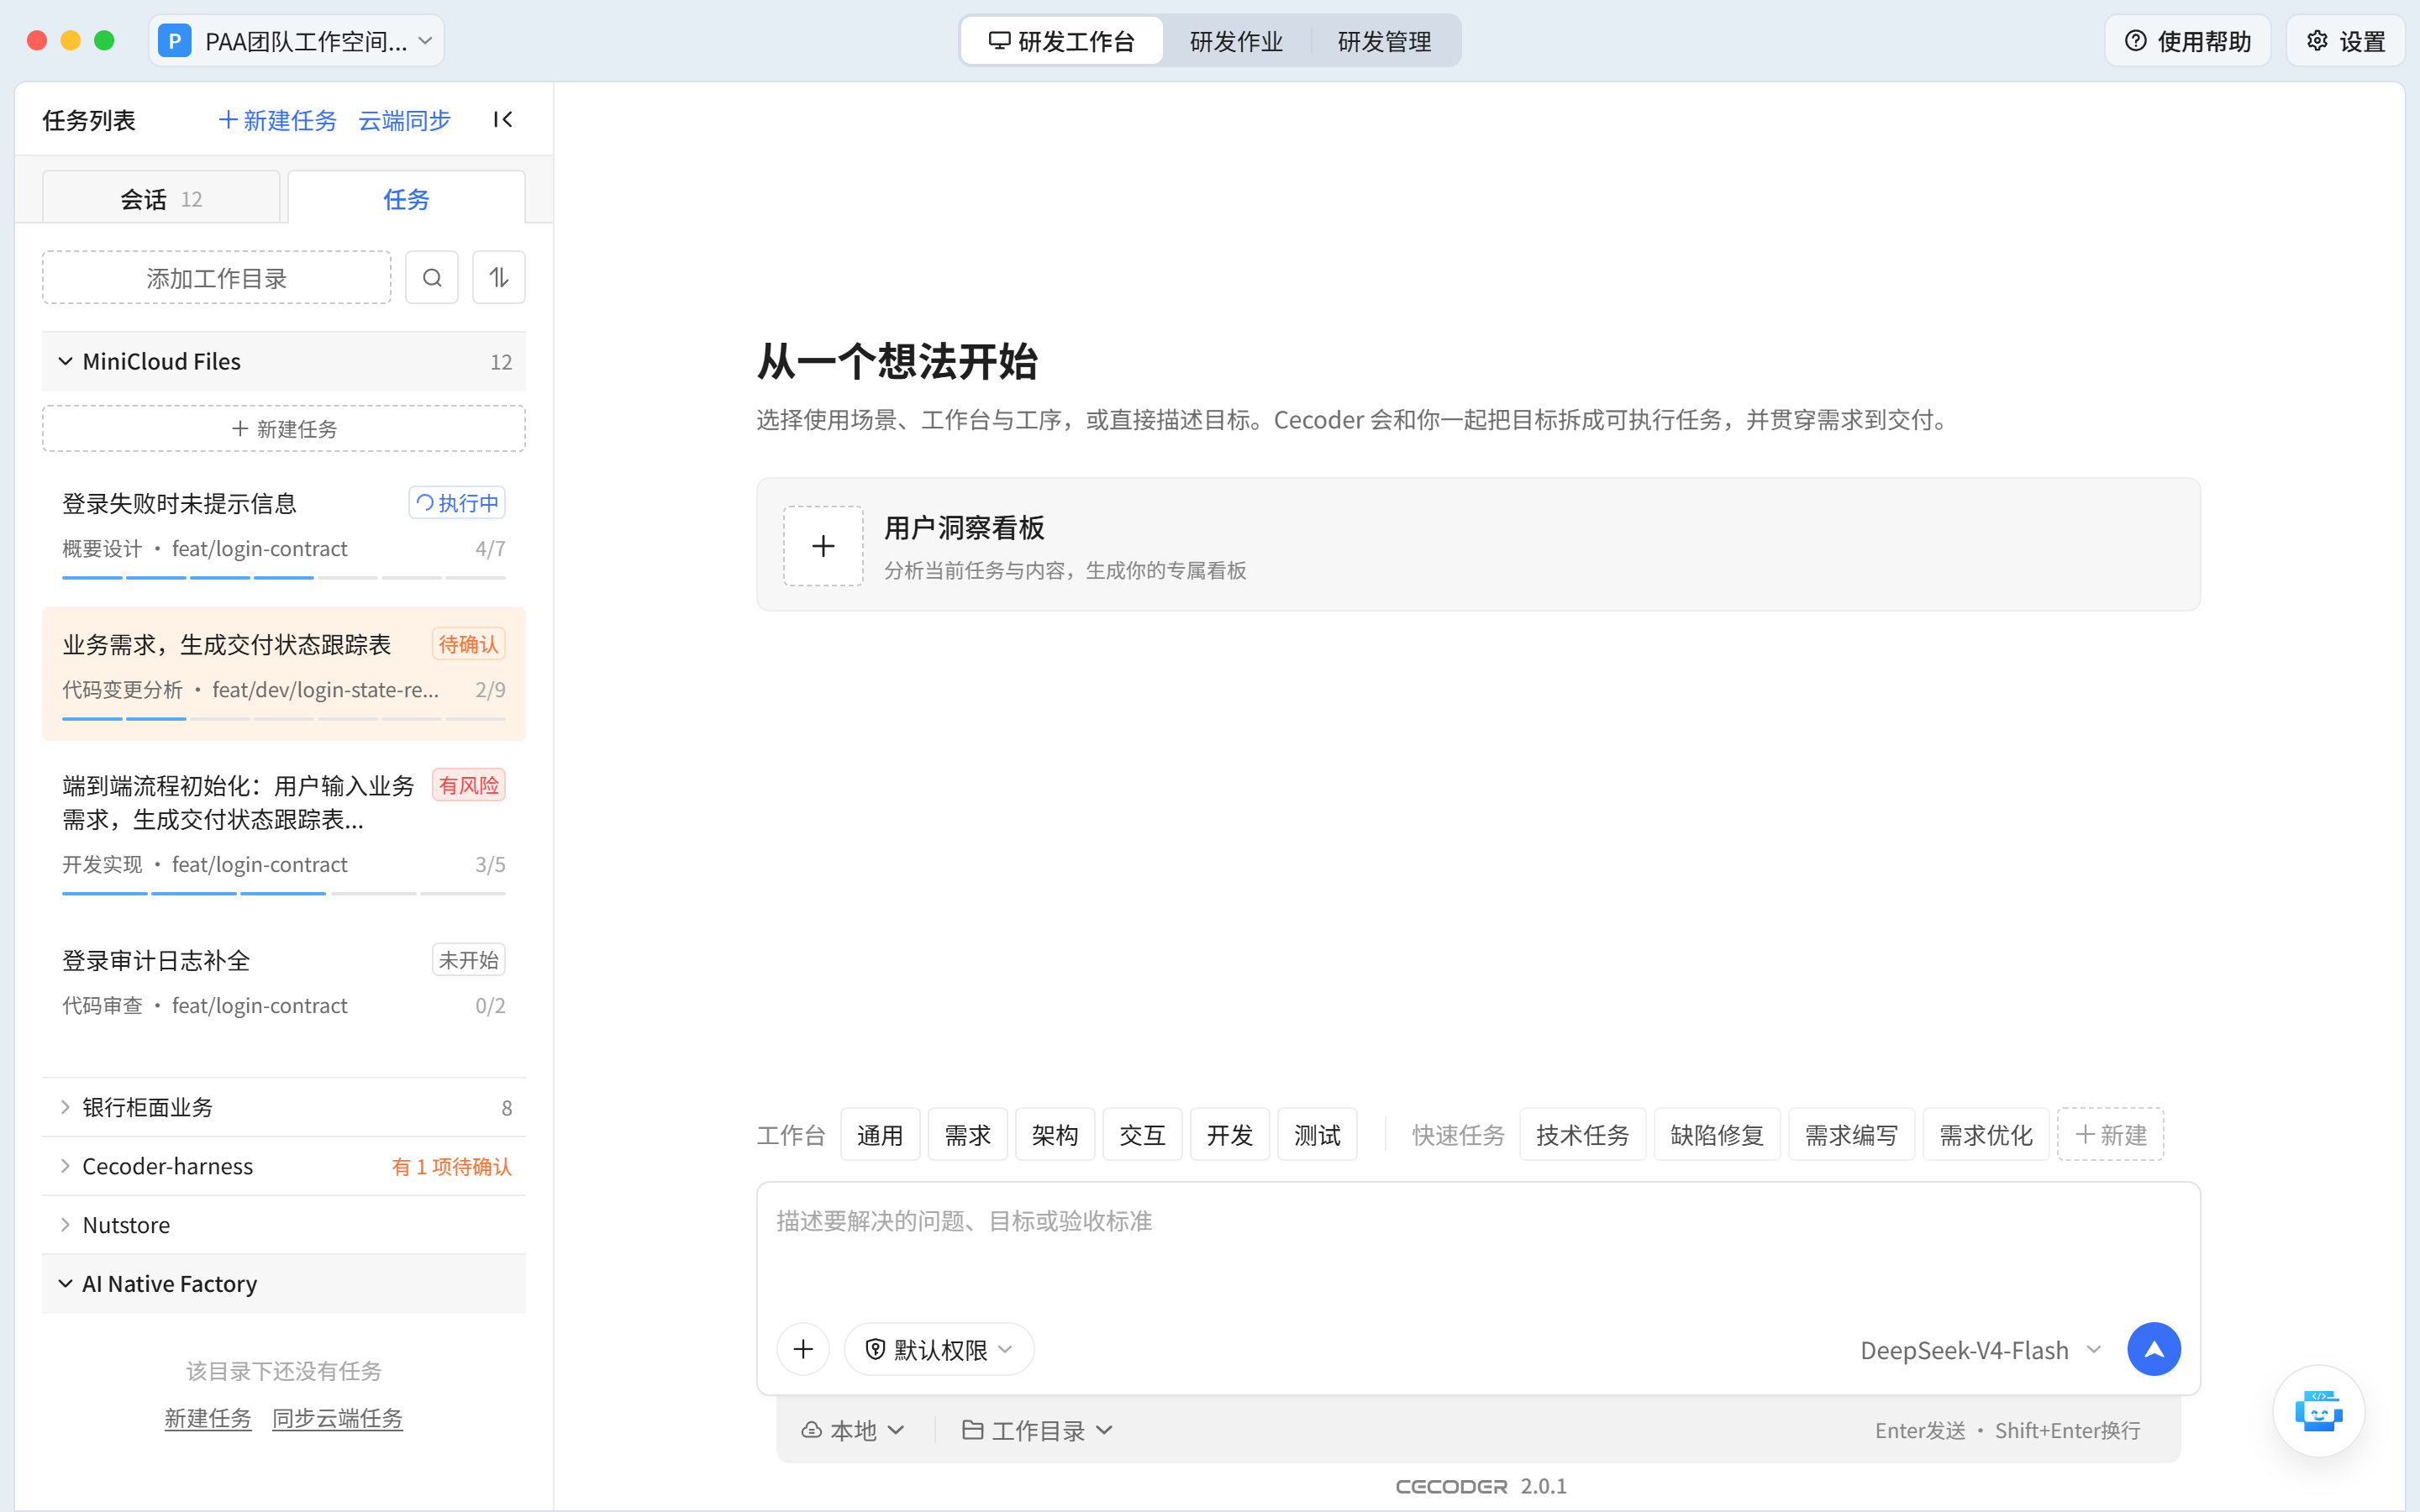 P PAA团队工作空间...
研发工作台 研发作业 研发管理
使用帮助 设置
任务列表 新建任务 云端同步
会话 12 任务
添加工作目录
MiniCloud Files 12
新建任务
登录失败时未提示信息 执行中
概要设计 • feat/login-contract 4/7
业务需求，生成交付状态跟踪表 待确认
代码变更分析 • feat/dev/login-state-re... 2/9
端到端流程初始化：用户输入业务 有风险
需求，生成交付状态跟踪表...
开发实现 • feat/login-contract 3/5
登录审计日志补全 未开始
代码审查 • feat/login-contract 0/2
银行柜面业务 8
Cecoder-harness 有 1 项待确认
Nutstore
AI Native Factory
该目录下还没有任务
新建任务 同步云端任务
从一个想法开始
选择使用场景、工作台与工序，或直接描述目标。Cecoder 会和你一起把目标拆成可执行任务，并贯穿需求到交付。
用户洞察看板
分析当前任务与内容，生成你的专属看板
工作台 通用 需求 架构 交互 开发 测试 快速任务 技术任务 缺陷修复 需求编写 需求优化 新建
描述要解决的问题、目标或验收标准
默认权限 DeepSeek-V4-Flash
本地 工作目录 Enter发送 • Shift+Enter换行
CECODER 2.0.1